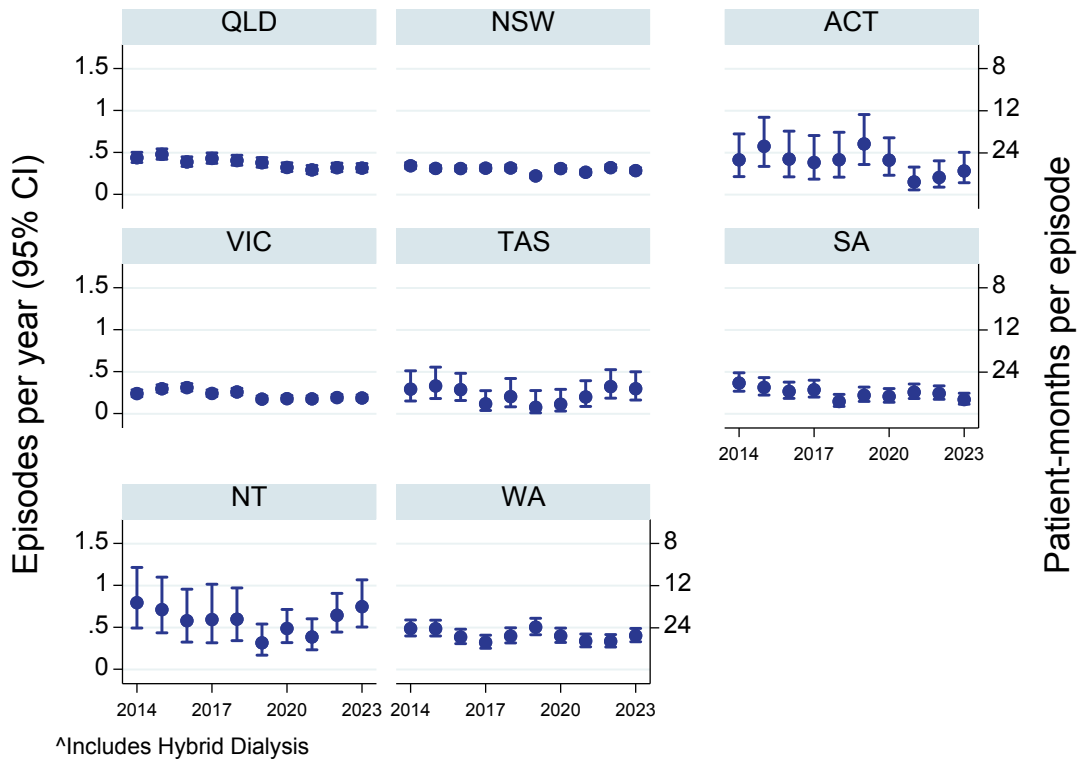 Episodes per year (95% CI)
Patient-months per episode
QLD
NSW
ACT
1.5
1
.5
0
8
12
24
VIC
TAS
SA
1.5
1
.5
0
8
12
24
2014 2017 2020 2023
NT
WA
1.5
1
.5
0
8
12
24
2014 2017 2020 2023
2014 2017 2020 2023
^Includes Hybrid Dialysis